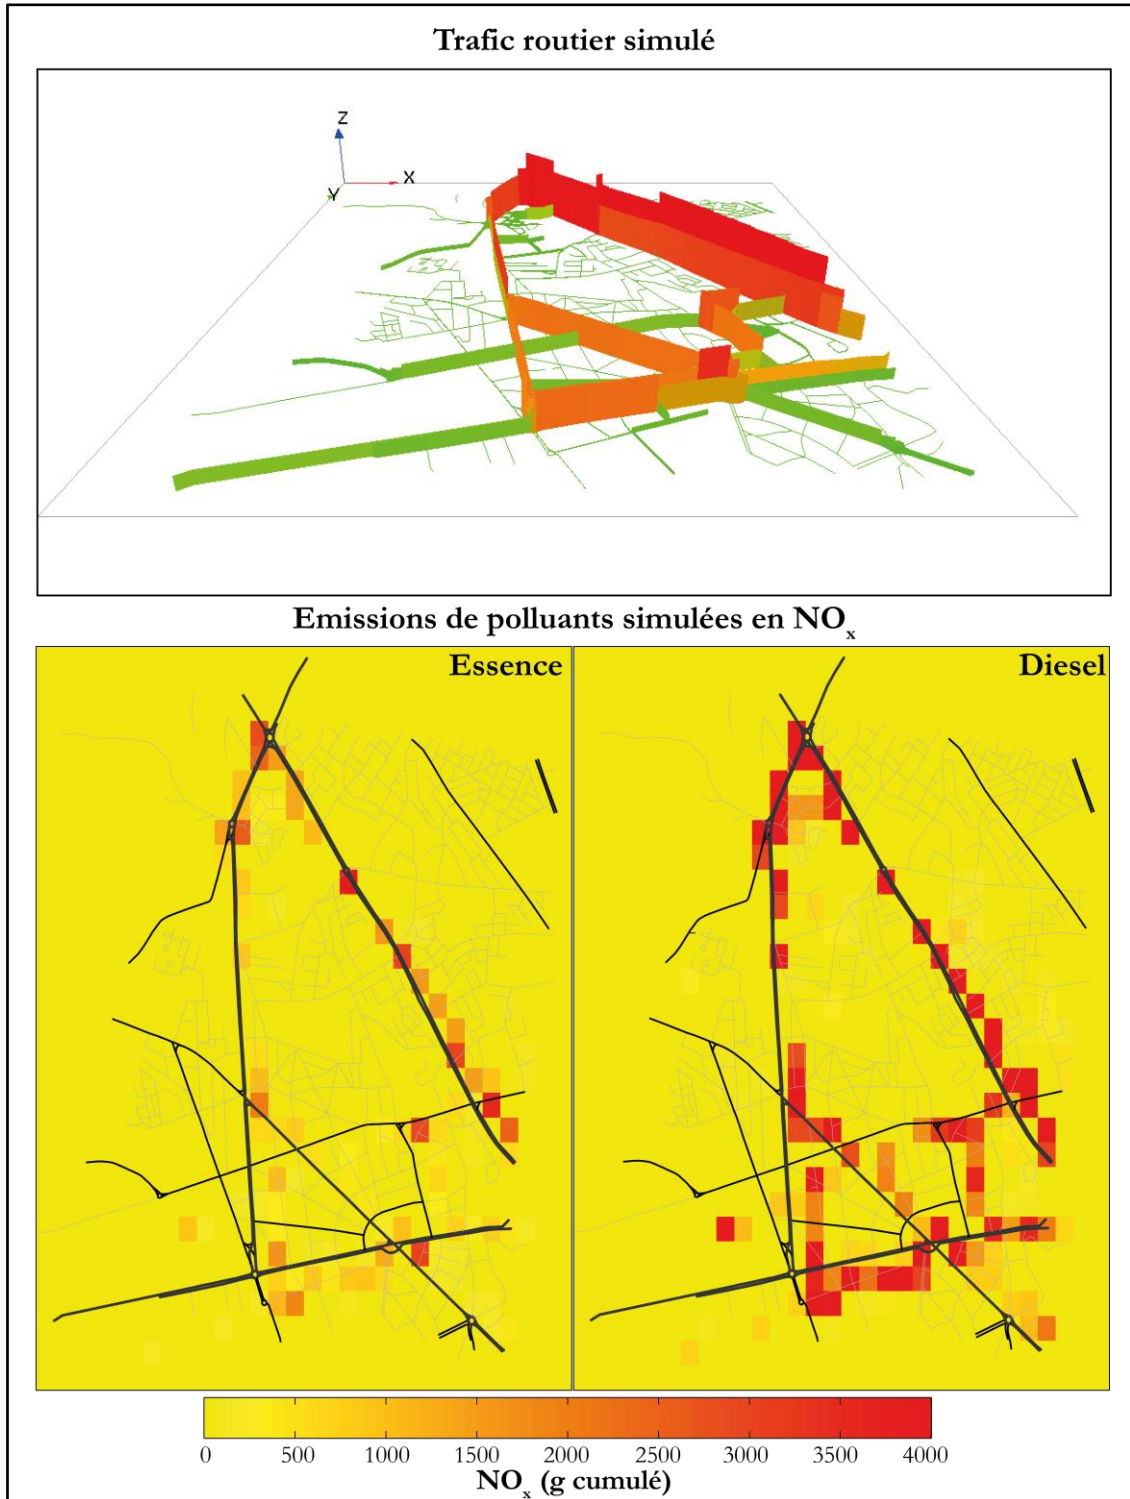 Trafic routier simulé
Z
X
Y
Emissions de polluants simulées en NOx
Essence
Diesel
0 500 1000 1500 2000 2500 3000 3500 4000
NOx (g cumulé)